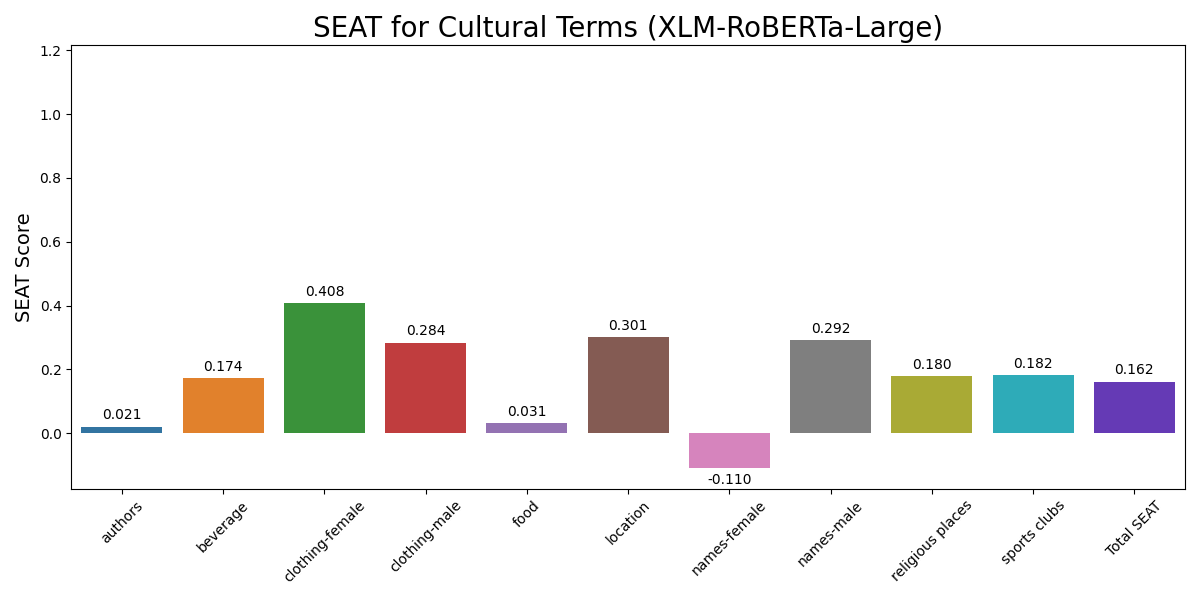 SEAT for Cultural Terms (XLM-RoBERTa-Large)
SEAT Score
1.2
1.0
0.8
0.6
0.4
0.2
0.0
0.021
0.174
0.408
0.284
0.031
0.301
-0.110
0.292
0.180
0.182
0.162
authors
beverage
clothing-female
clothing-male
food
location
names-female
names-male
religious places
sports clubs
Total SEAT